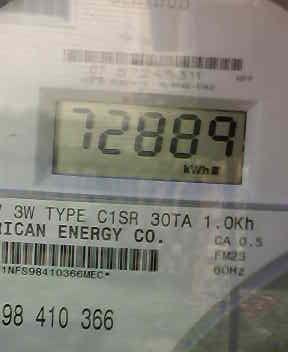 72889
kWh
3W TYPE C1SR 30TA 1.0Kh
RICAN ENERGY CO.
CA 0.5
FM2S
60Hz
1NFS98410366MEC*
98 410 366